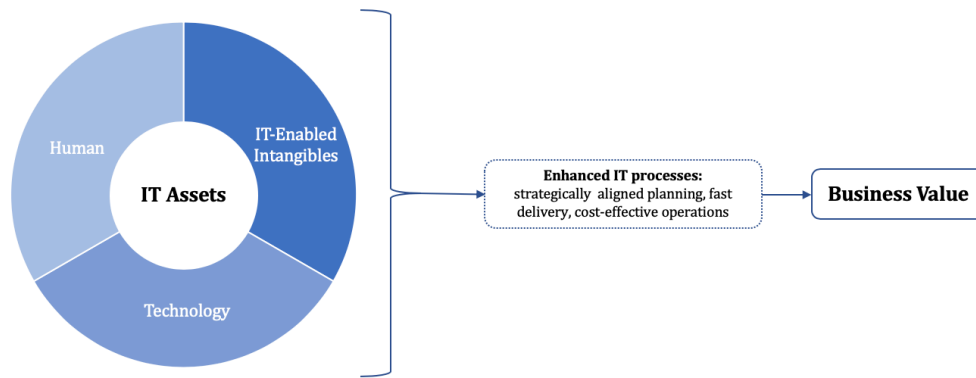 Human
IT-Enabled
Intangibles
IT Assets
Technology
Enhanced IT processes:
strategically aligned planning, fast
delivery, cost-effective operations
Business Value